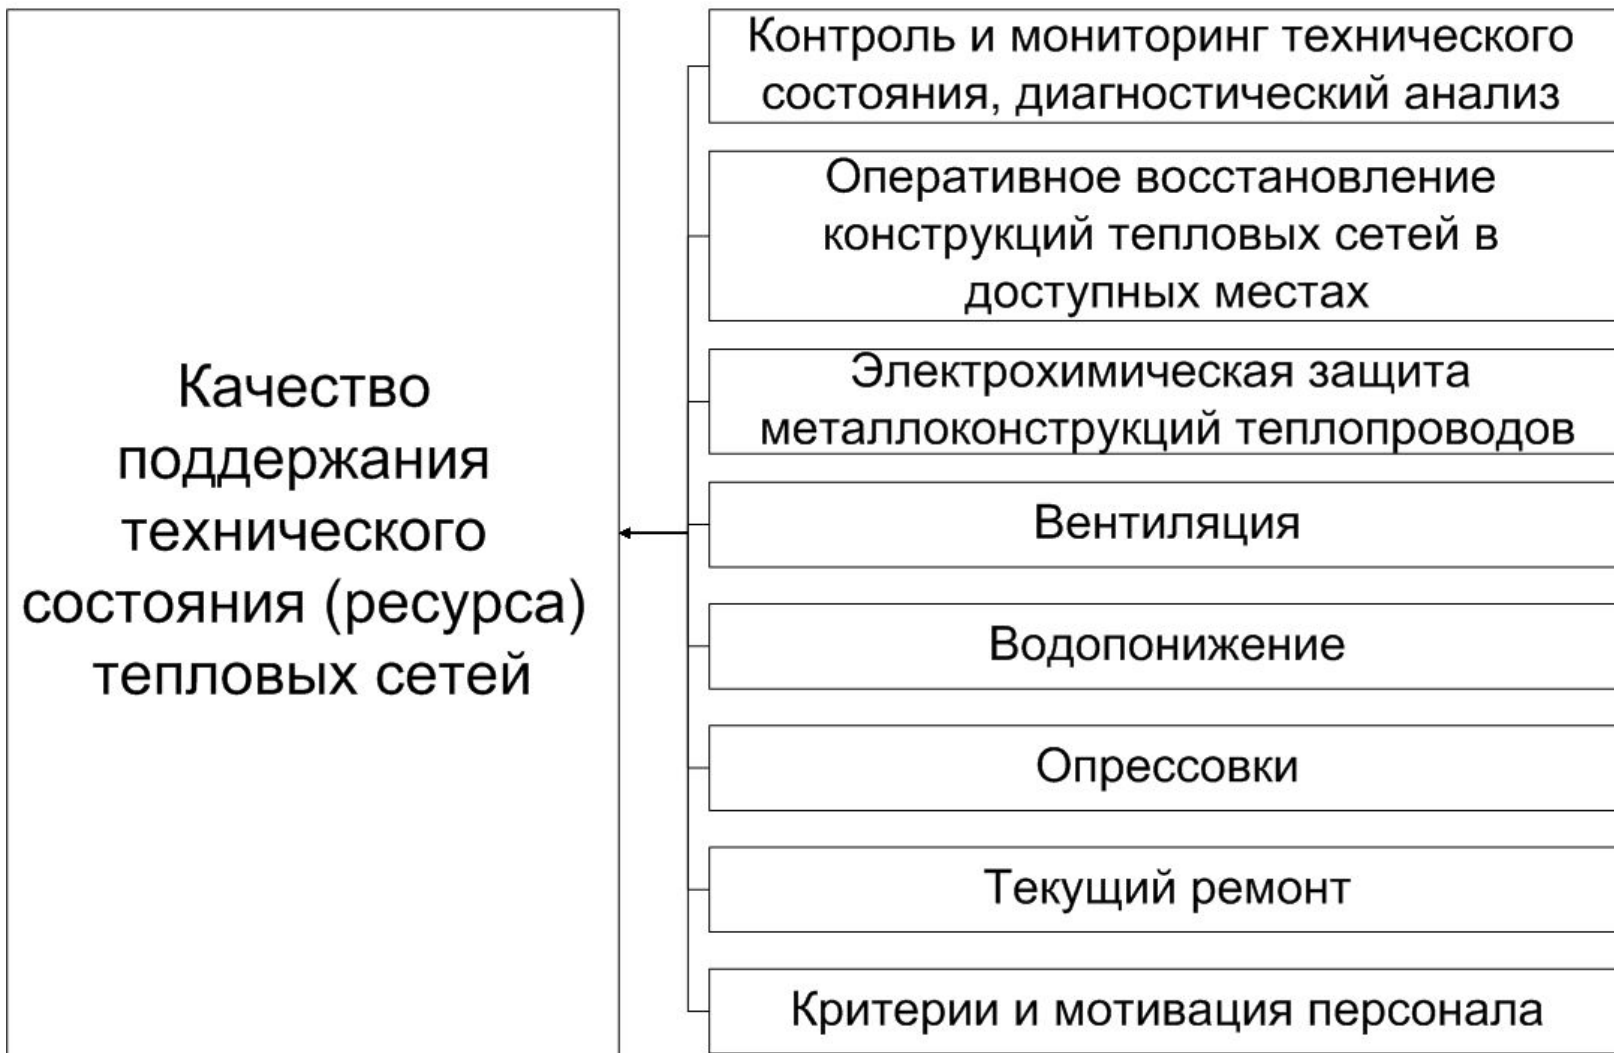 Качество
поддержания
технического
состояния (ресурса)
тепловых сетей
Контроль и мониторинг технического
состояния, диагностический анализ
Оперативное восстановление
конструкций тепловых сетей в
доступных местах
Электрохимическая защита
металлоконструкций теплопроводов
Вентиляция
Водопонижение
Опрессовки
Текущий ремонт
Критерии и мотивация персонала